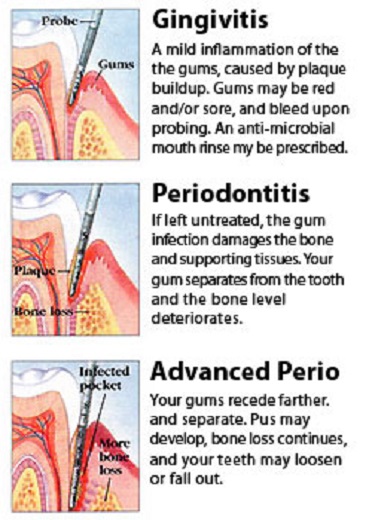 Probe
Gums
Gingivitis
A mild inflammation of the
the gums, caused by plaque
buildup. Gums may be red
and/or sore, and bleed upon
probing. An anti-microbial
mouth rinse my be prescribed.
Plaque
Bone loss
Periodontitis
If left untreated, the gum
infection damages the bone
and supporting tissues. Your
gum separates from the tooth
and the bone level
deteriorates.
Infected
pocket
More
bone
loss
Advanced Perio
Your gums recede farther.
and separate. Pus may
develop, bone loss continues,
and your teeth may loosen
or fall out.